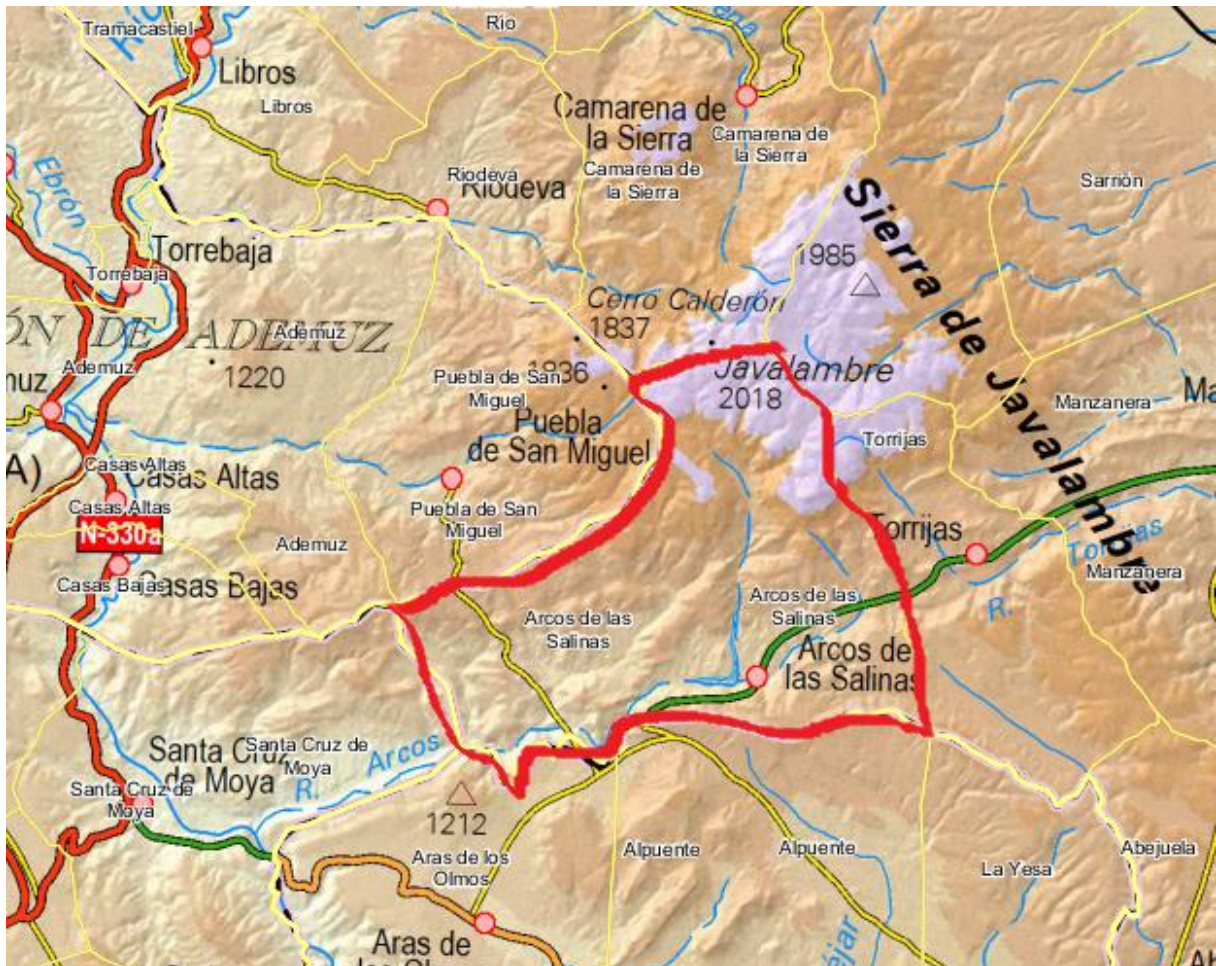 Tramacastiel
Rio
Libros
Libros
Camarena de
la Sierra
Camarena de
la Sierra
Camarena de
la Sierra
Ebrón
Riodeva
Riodeva
Sarrión
Sierra de Javalambre
Torrebaja
Torrebaja
1985
Cerro Calderón
1837
ÓN DE ADEMUZ
Ademuz
Ademuz
muz
1220
Puebla de San
Miguel
1836
Javalambre
2018
Manzanera
Ma
Puebla
de San Miguel
Torrijas
A)
Casas Altas
Casas Altas
Casas Altas
N-330a
Puebla de San
Miguel
Ademuz
Torrijas
Torrijas
R.
Manzanera
Casas Bajas
Casas Bajas
Arcos de las
Salinas
Arcos de las
Salinas
Arcos de
las Salinas
Santa Cruz
de Moya
Santa Cruz de
Moya
R. Arcos
Santa Cruz de
Moya
1212
Aras de los
Olmos
Alpuente
Alpuente
La Yesa
Abejuela
Aras de
éjar
Ab